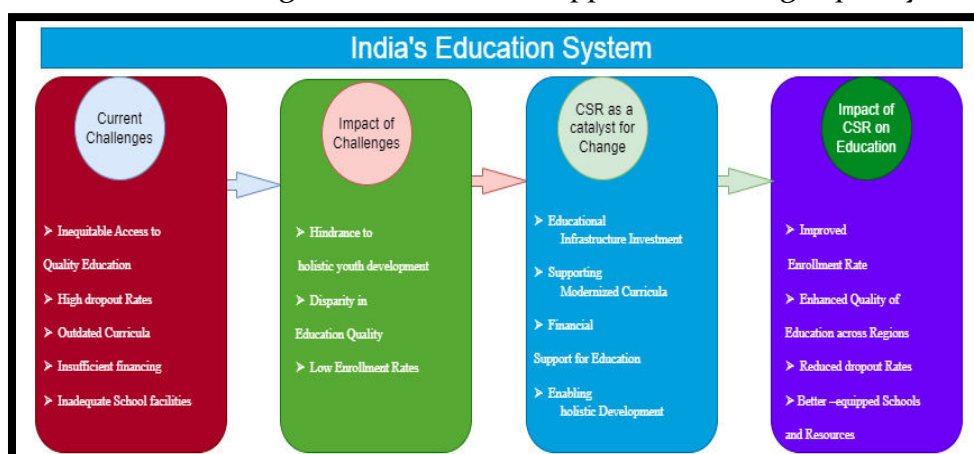 India's Education System
Current
Challenges
➤ Inequitable Access to
Quality Education
➤ High dropout Rates
➤ Outdated Curricula
➤ Insufficient financing
➤ Inadequate School facilities
Impact of
Challenges
➤ Hindrance to
holistic youth development
➤ Disparity in
Education Quality
➤ Low Enrollment Rates
CSR as a
catalyst for
Change
➤ Educational
Infrastructure Investment
➤ Supporting
Modernized Curricula
➤ Financial
Support for Education
➤ Enabling
holistic Development
Impact of
CSR on
Education
➤ Improved
Enrollment Rate
➤ Enhanced Quality of
Education across Regions
➤ Reduced dropout Rates
➤ Better –equipped Schools
and Resources